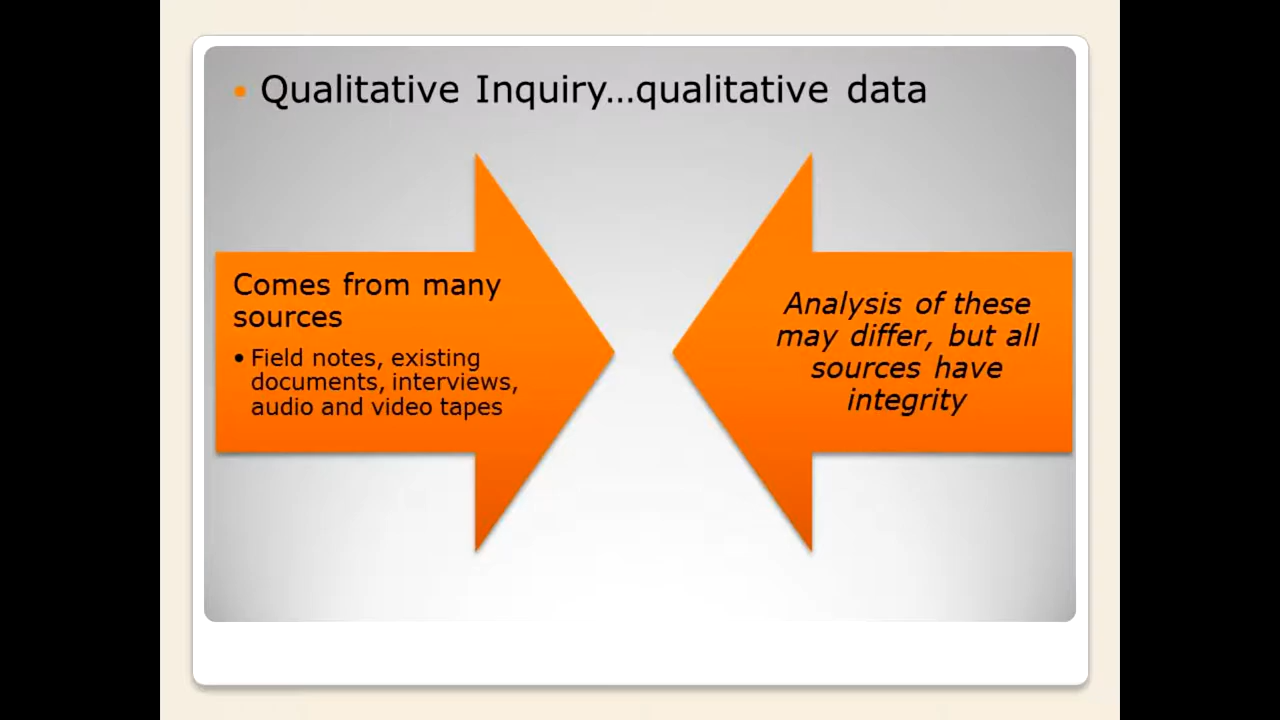 • Qualitative Inquiry...qualitative data
Comes from many
sources
• Field notes, existing
documents, interviews,
audio and video tapes
Analysis of these
may differ, but all
sources have
integrity